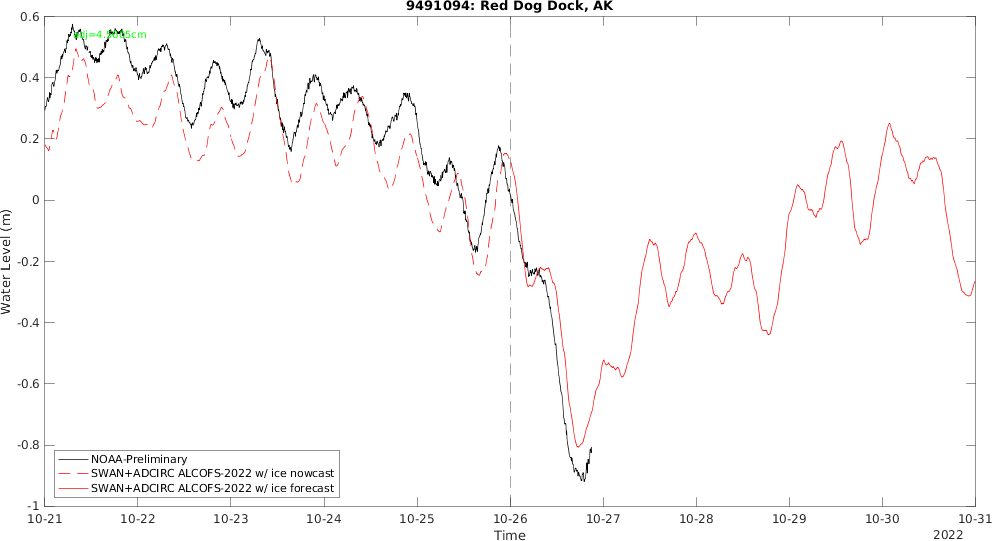 9491094: Red Dog Dock, AK
0.6
0.4
0.2
0
-0.2
-0.4
-0.6
-0.8
-1
Water Level (m)
NOAA-Preliminary
SWAN+ADCIRC ALCOFS-2022 w/ ice nowcast
SWAN+ADCIRC ALCOFS-2022 w/ ice forecast
10-21 10-22 10-23 10-24 10-25 10-26 10-27 10-28 10-29 10-30 10-31
Time
2022